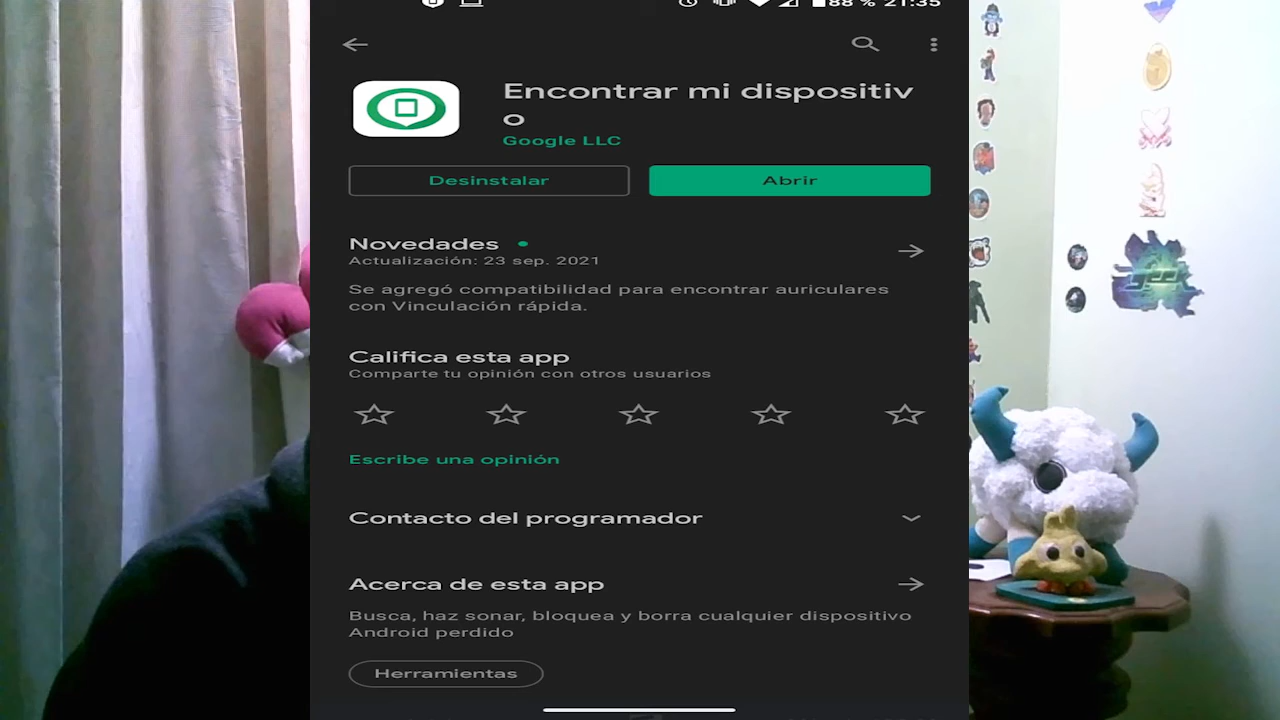 88 % 21:35
Encontrar mi dispositiv
o
Google LLC
Desinstalar
Abrir
Novedades
Actualización: 23 sep. 2021
Se agregó compatibilidad para encontrar auriculares
con Vinculación rápida.
Califica esta app
Comparte tu opinión con otros usuarios
Escribe una opinión
Contacto del programador
Acerca de esta app
Busca, haz sonar, bloquea y borra cualquier dispositivo
Android perdido
Herramientas